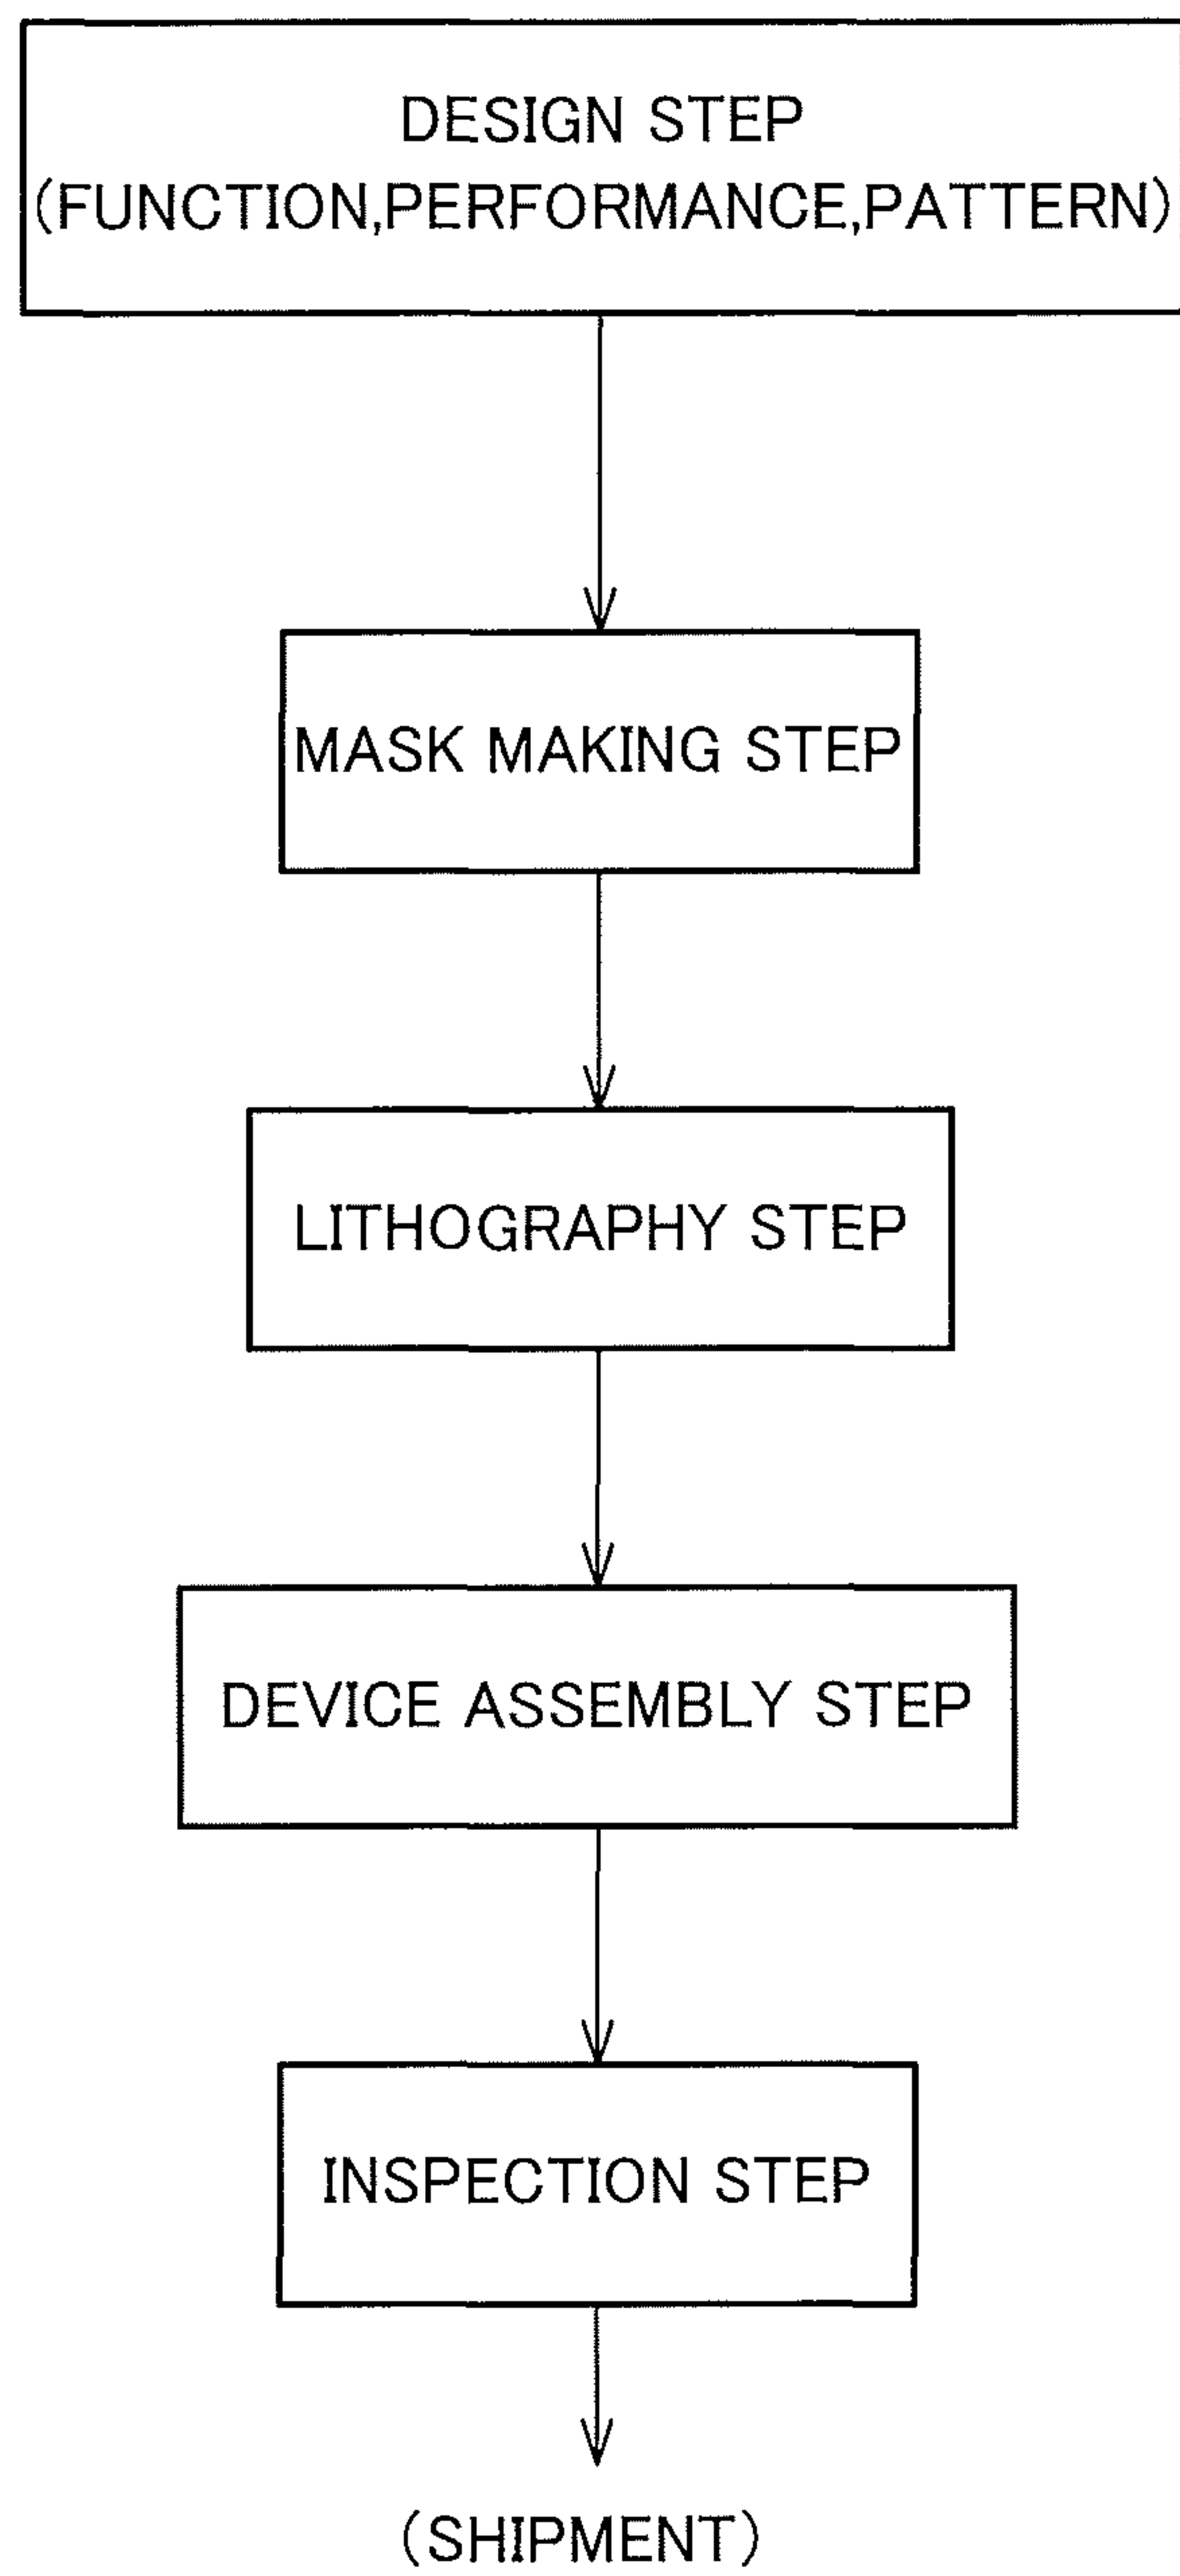 DESIGN STEP
(FUNCTION,PERFORMANCE,PATTERN)
MASK MAKING STEP
LITHOGRAPHY STEP
DEVICE ASSEMBLY STEP
INSPECTION STEP
(SHIPMENT)